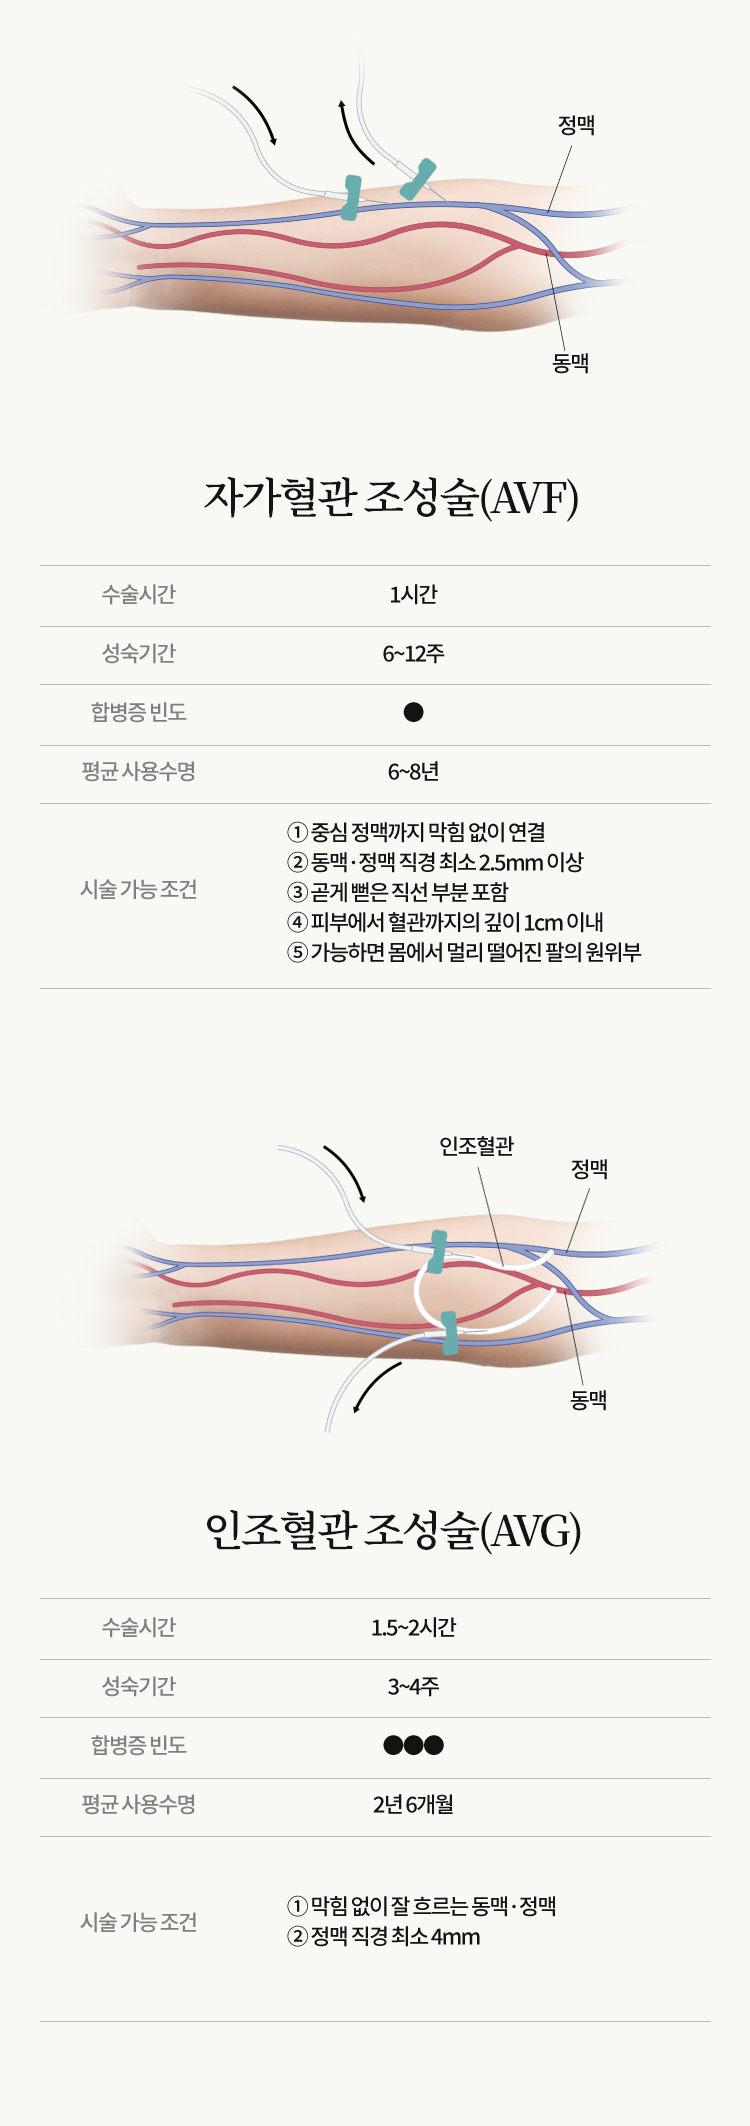 정맥
동맥
자가혈관 조성술(AVF)
수술시간 1시간
성숙기간 6~12주
합병증 빈도 ●
평균 사용수명 6~8년
시술 가능 조건
① 중심 정맥까지 막힘 없이 연결
② 동맥·정맥 직경 최소 2.5mm 이상
③ 곧게 뻗은 직선 부분 포함
④ 피부에서 혈관까지의 깊이 1cm 이내
⑤ 가능하면 몸에서 멀리 떨어진 팔의 원위부
인조혈관
정맥
동맥
인조혈관 조성술(AVG)
수술시간 1.5~2시간
성숙기간 3~4주
합병증 빈도 ●●●
평균 사용수명 2년 6개월
시술 가능 조건
① 막힘 없이 잘 흐르는 동맥·정맥
② 정맥 직경 최소 4mm